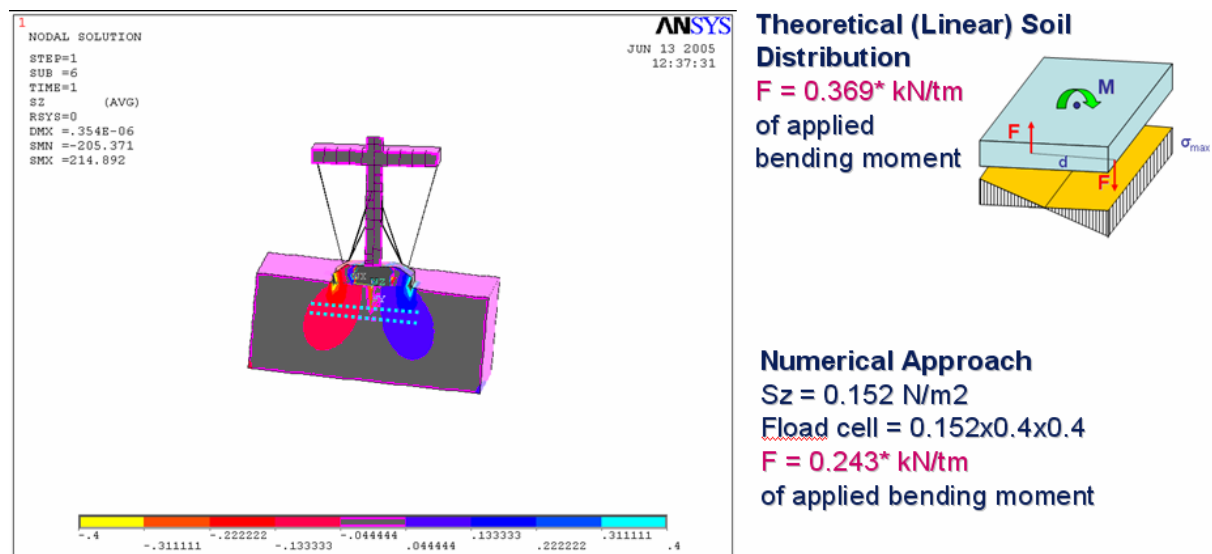 1
NODAL SOLUTION
STEP=1
SUB =6
TIME=1
SZ (AVG)
RSYS=0
DMX =.354E-06
SMN =-205.371
SMX =214.892
ANSYS
JUN 13 2005
12:37:31
-.4
-.311111
-.222222
-.133333
-.044444
.044444
.133333
.222222
.311111
.4
Theoretical (Linear) Soil
Distribution
F = 0.369* kN/tm
of applied
bending moment
M
F
d
F
σmax
Numerical Approach
Sz = 0.152 N/m2
Fload cell = 0.152x0.4x0.4
F = 0.243* kN/tm
of applied bending moment